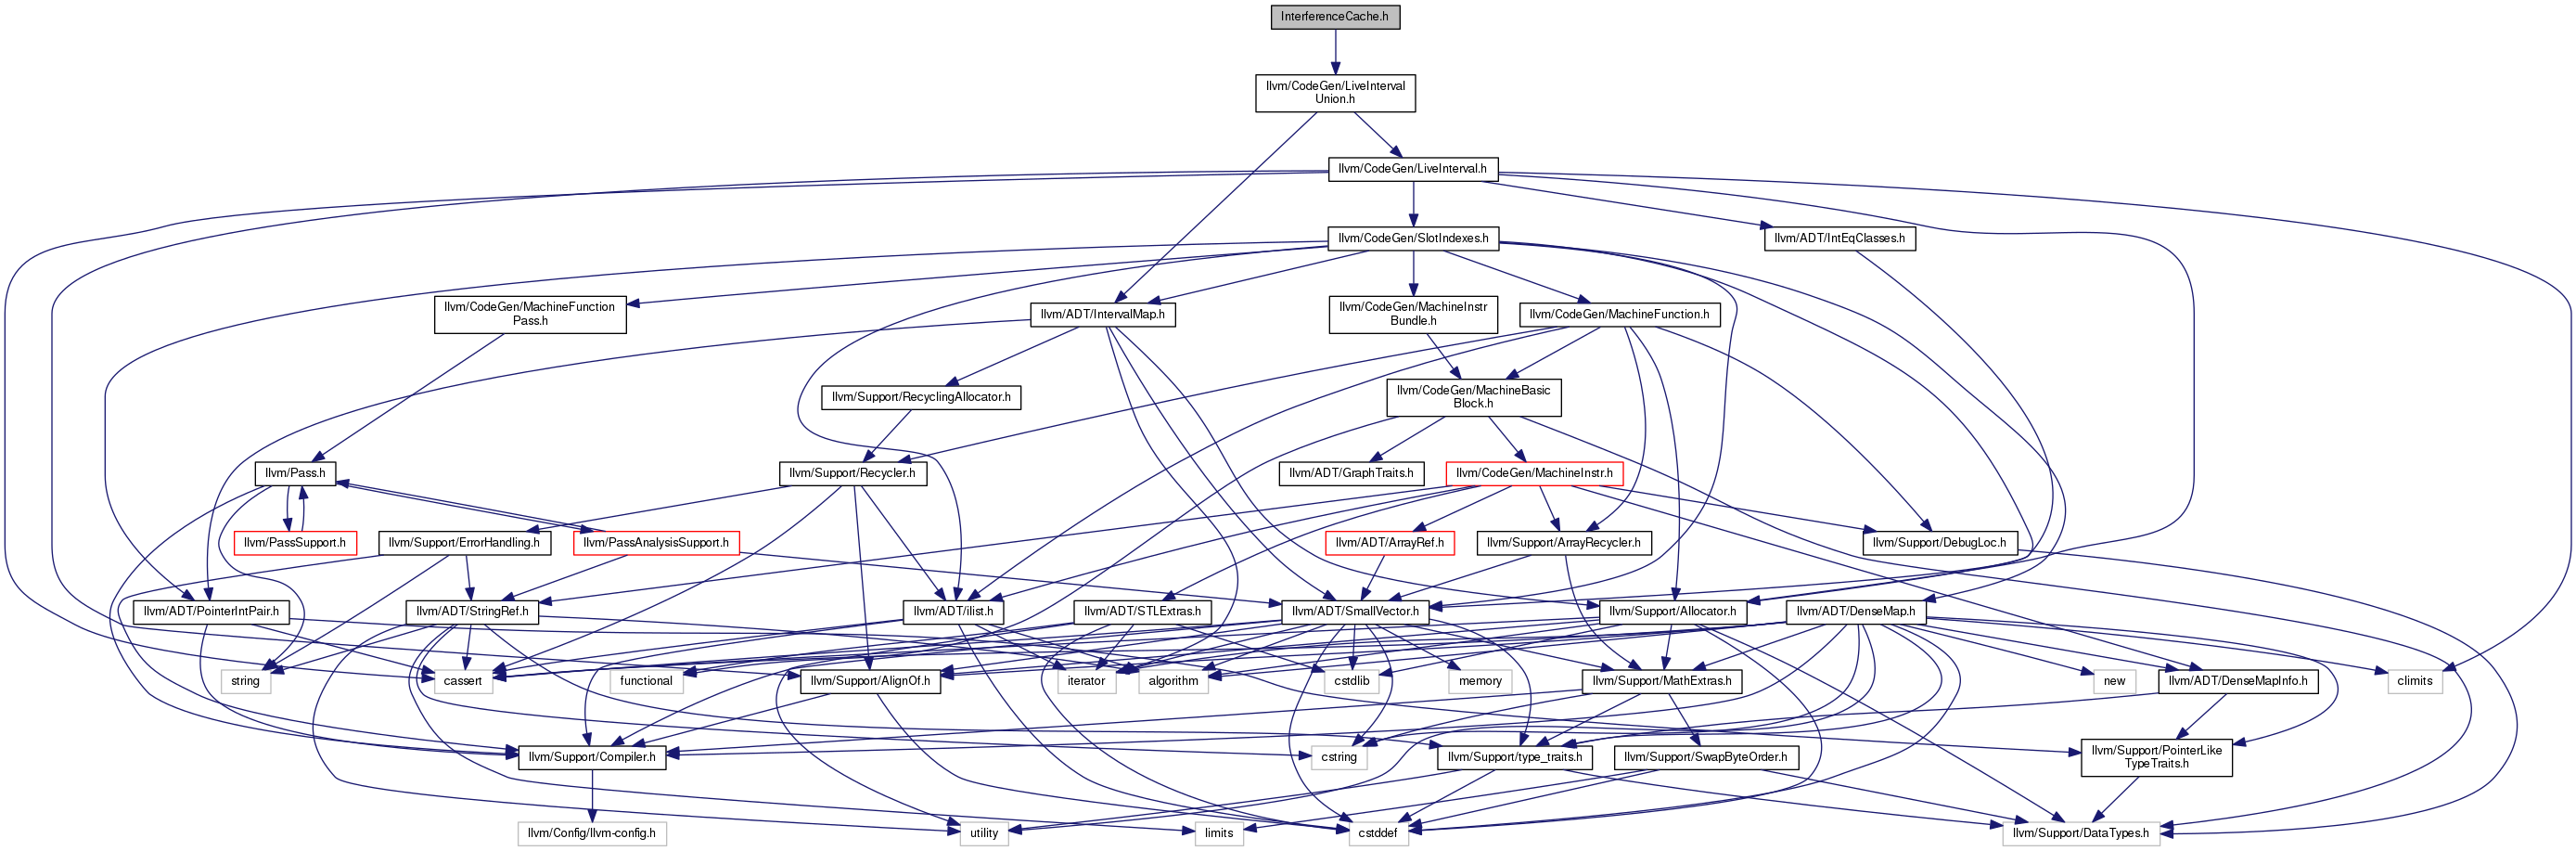 InterferenceCache.h
llvm/CodeGen/LiveInterval
Union.h
llvm/CodeGen/LiveInterval.h
llvm/CodeGen/SlotIndexes.h
llvm/ADT/IntEqClasses.h
llvm/CodeGen/MachineFunction
Pass.h
llvm/ADT/IntervalMap.h
llvm/CodeGen/MachineInstr
Bundle.h
llvm/CodeGen/MachineFunction.h
llvm/Support/RecyclingAllocator.h
llvm/CodeGen/MachineBasic
Block.h
llvm/Pass.h
llvm/Support/Recycler.h
llvm/ADT/GraphTraits.h
llvm/CodeGen/MachineInstr.h
llvm/PassSupport.h
llvm/Support/ErrorHandling.h
llvm/PassAnalysisSupport.h
llvm/ADT/ArrayRef.h
llvm/Support/ArrayRecycler.h
llvm/Support/DebugLoc.h
llvm/ADT/PointerIntPair.h
llvm/ADT/StringRef.h
llvm/ADT/ilist.h
llvm/ADT/STLExtras.h
llvm/ADT/SmallVector.h
llvm/Support/Allocator.h
llvm/ADT/DenseMap.h
string
cassert
functional
llvm/Support/AlignOf.h
iterator
algorithm
cstdlib
memory
llvm/Support/MathExtras.h
new
llvm/ADT/DenseMapInfo.h
climits
llvm/Support/Compiler.h
cstring
llvm/Support/type_traits.h
llvm/Support/SwapByteOrder.h
llvm/Support/PointerLike
TypeTraits.h
llvm/Config/llvm-config.h
utility
limits
cstddef
llvm/Support/DataTypes.h